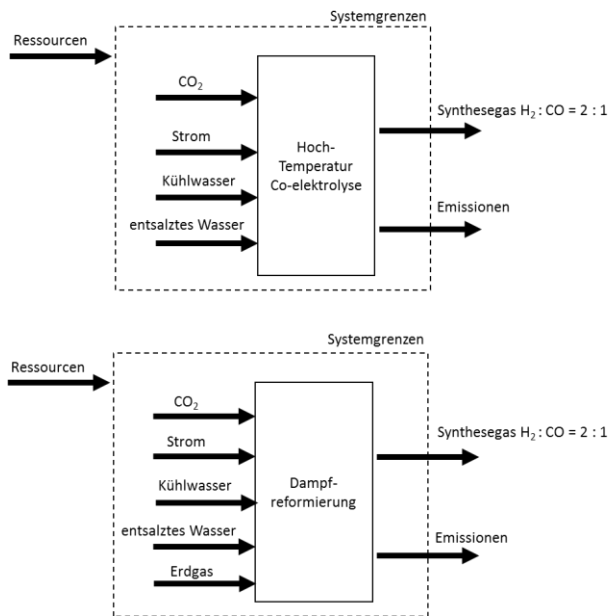 Systemgrenzen
Ressourcen
CO₂
Strom
Kühlwasser
entsalztes Wasser
Hoch-
Temperatur
Co-elektrolyse
Synthesegas H₂ : CO = 2 : 1
Emissionen
Systemgrenzen
Ressourcen
CO₂
Strom
Kühlwasser
entsalztes Wasser
Erdgas
Dampf-
reformierung
Synthesegas H₂ : CO = 2 : 1
Emissionen